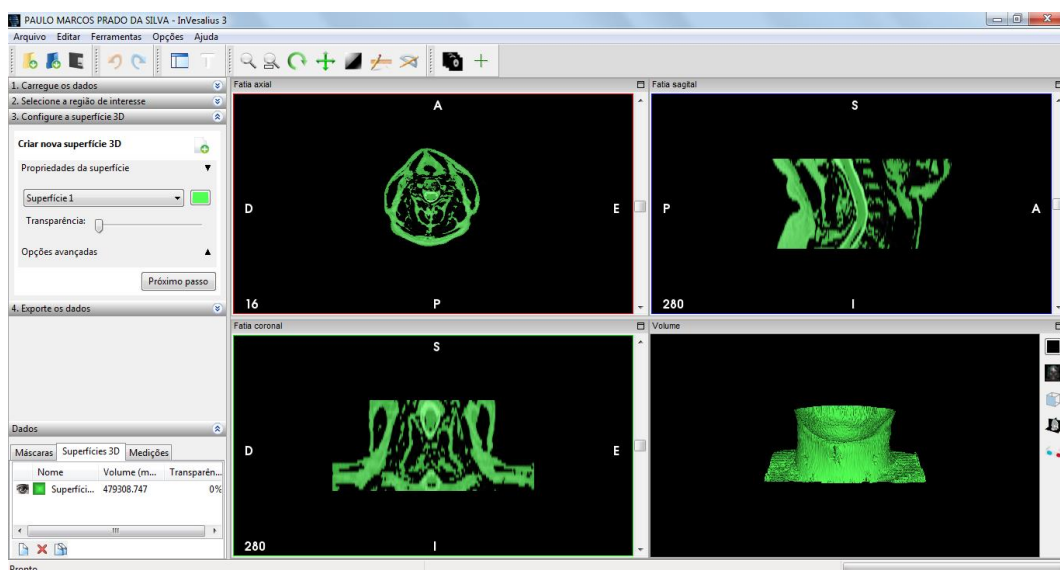 PAULO MARCOS PRADO DA SILVA - InVesalius 3
Arquivo Editar Ferramentas Opções Ajuda
1. Carregue os dados
2. Selecione a região de interesse
3. Configure a superfície 3D
Criar nova superfície 3D
Propriedades da superfície
Superfície 1
Transparência:
Opções avançadas
Próximo passo
4. Exporte os dados
Dados
Máscaras Superfícies 3D Medições
Nome Volume (m... Transparên...
Superfíci... 479308.747 0%
Pronto
Fatia axial
A
D E
16 P
Fatia sagital
S
P A
280 I
Fatia coronal
S
D E
280 I
Volume